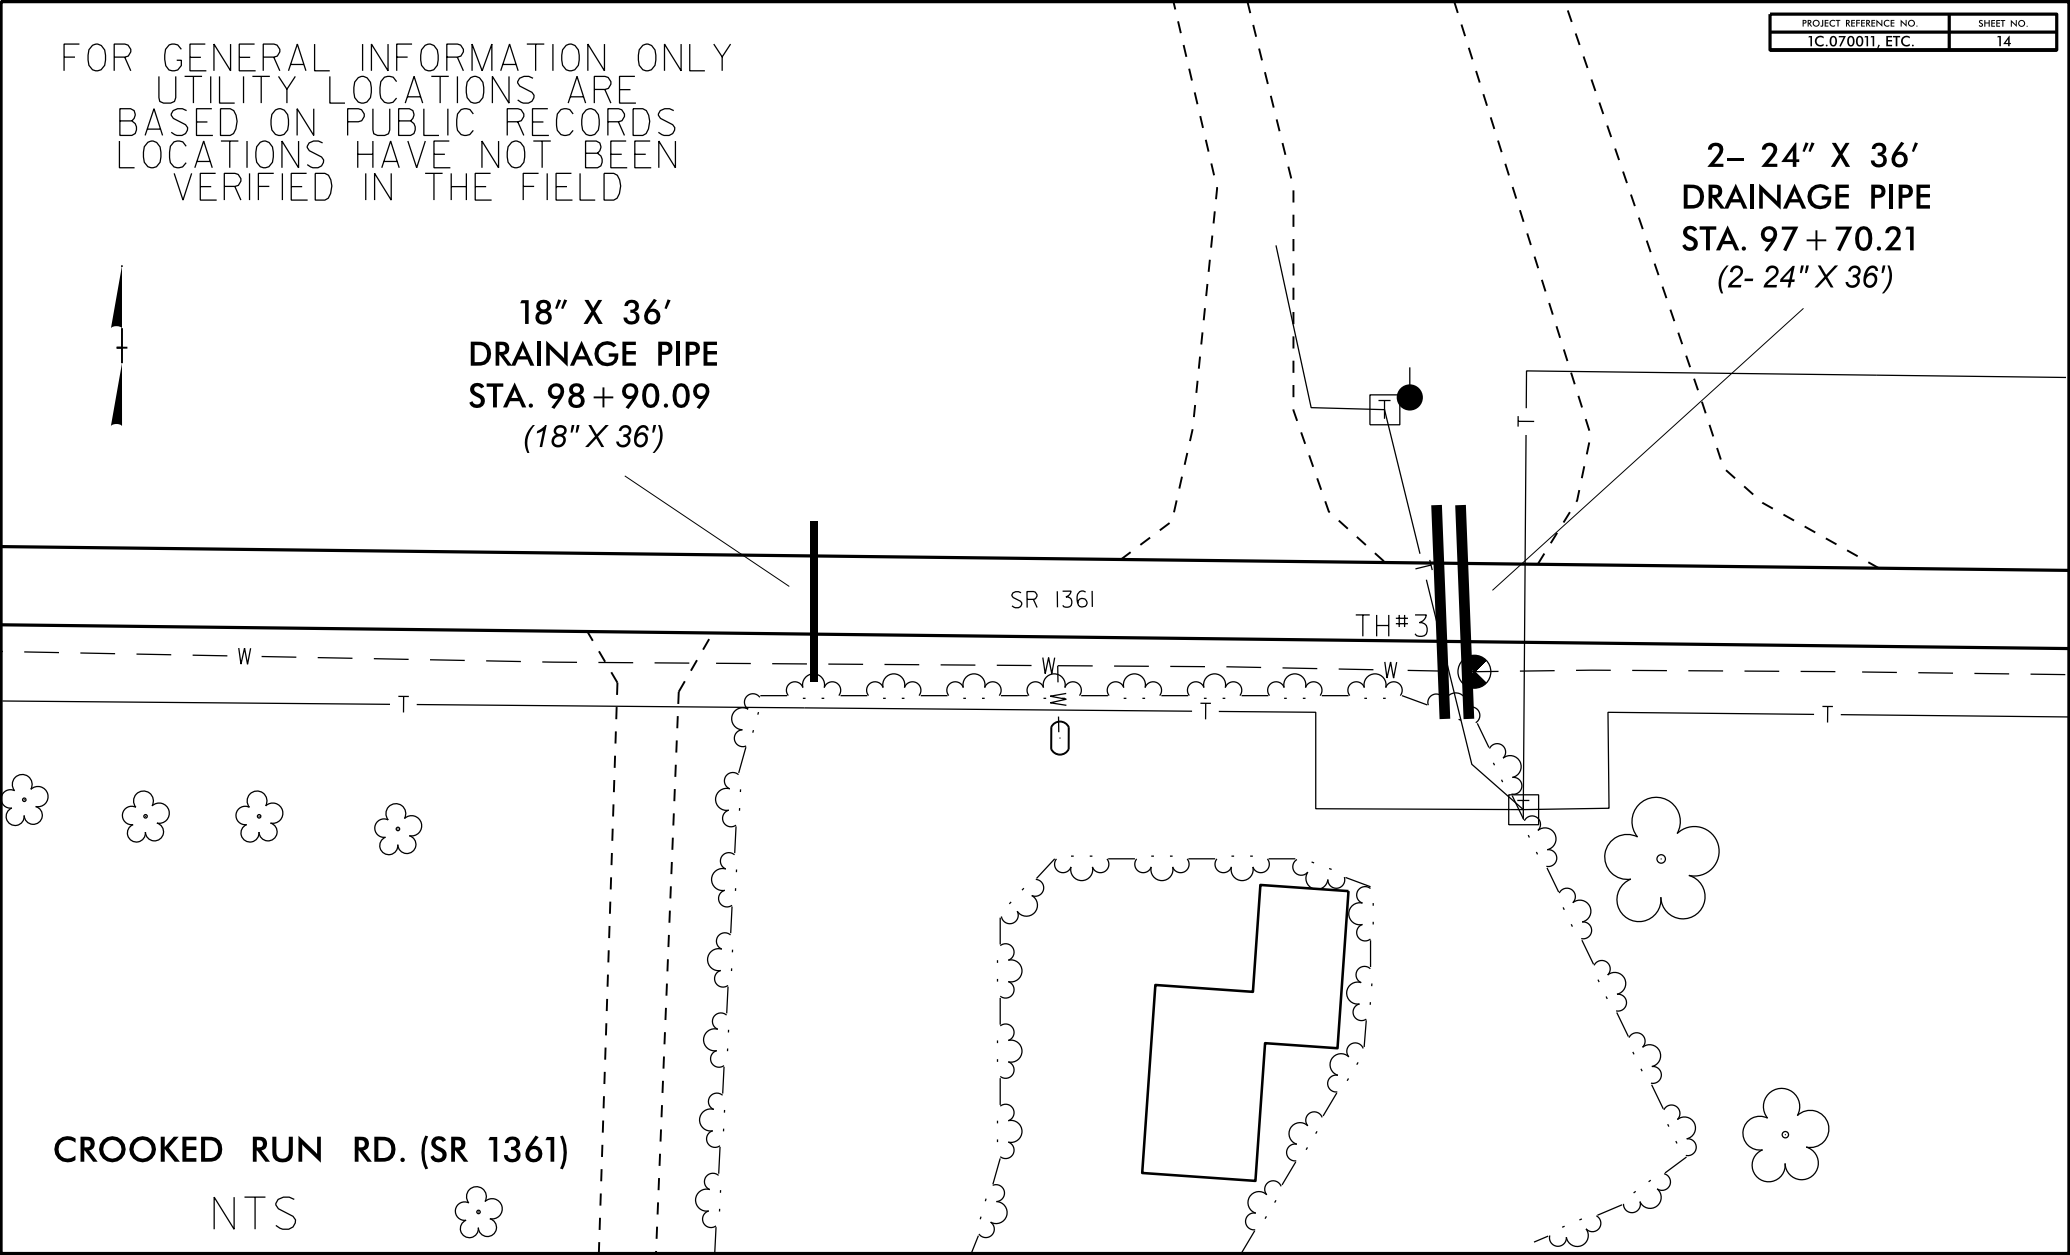 PROJECT REFERENCE NO. SHEET NO.
1C.070011, ETC. 14
FOR GENERAL INFORMATION ONLY
UTILITY LOCATIONS ARE
BASED ON PUBLIC RECORDS
LOCATIONS HAVE NOT BEEN
VERIFIED IN THE FIELD
2– 24" X 36'
DRAINAGE PIPE
STA. 97+70.21
(2- 24" X 36')
18" X 36'
DRAINAGE PIPE
STA. 98+90.09
(18" X 36')
T
T
T
SR 1361
TH#3
W
W
W
W
T
T
T
T
CROOKED RUN RD. (SR 1361)
NTS